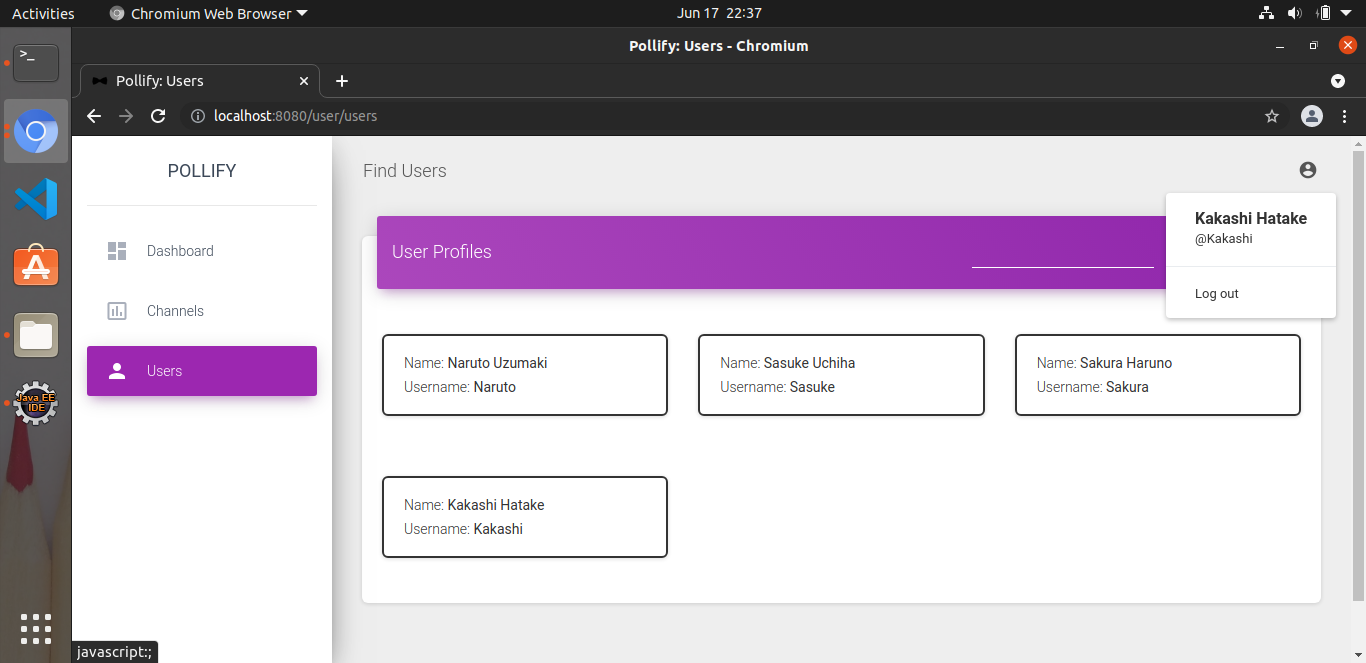 Activities
Chromium Web Browser
Jun 17 22:37
Pollify: Users - Chromium
Pollify: Users
localhost:8080/user/users
POLLIFY
Dashboard
Channels
Users
Find Users
Kakashi Hatake
@Kakashi
Log out
User Profiles
Name: Naruto Uzumaki
Username: Naruto
Name: Sasuke Uchiha
Username: Sasuke
Name: Sakura Haruno
Username: Sakura
Name: Kakashi Hatake
Username: Kakashi
Java EE
IDE
javascript:;